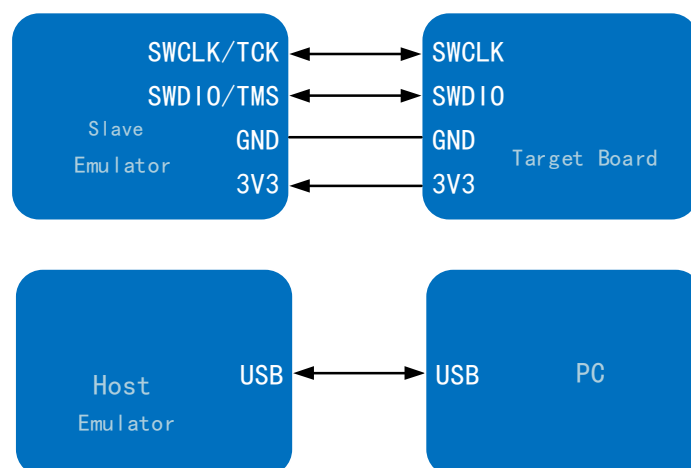 SWCLK/TCK SWCLK
SWDIO/TMS SWDIO
Slave
GND GND
Emulator Target Board
3V3 3V3
USB USB PC
Host
Emulator